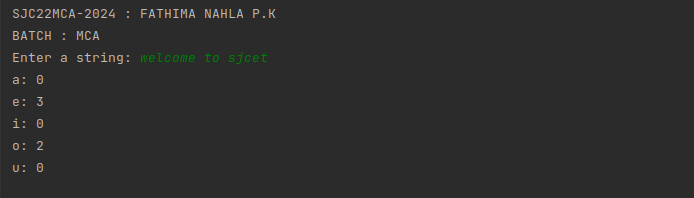 SJC22MCA-2024 : FATHIMA NAHLA P.K
BATCH : MCA
Enter a string: welcome to sjcet
a: 0
e: 3
i: 0
o: 2
u: 0